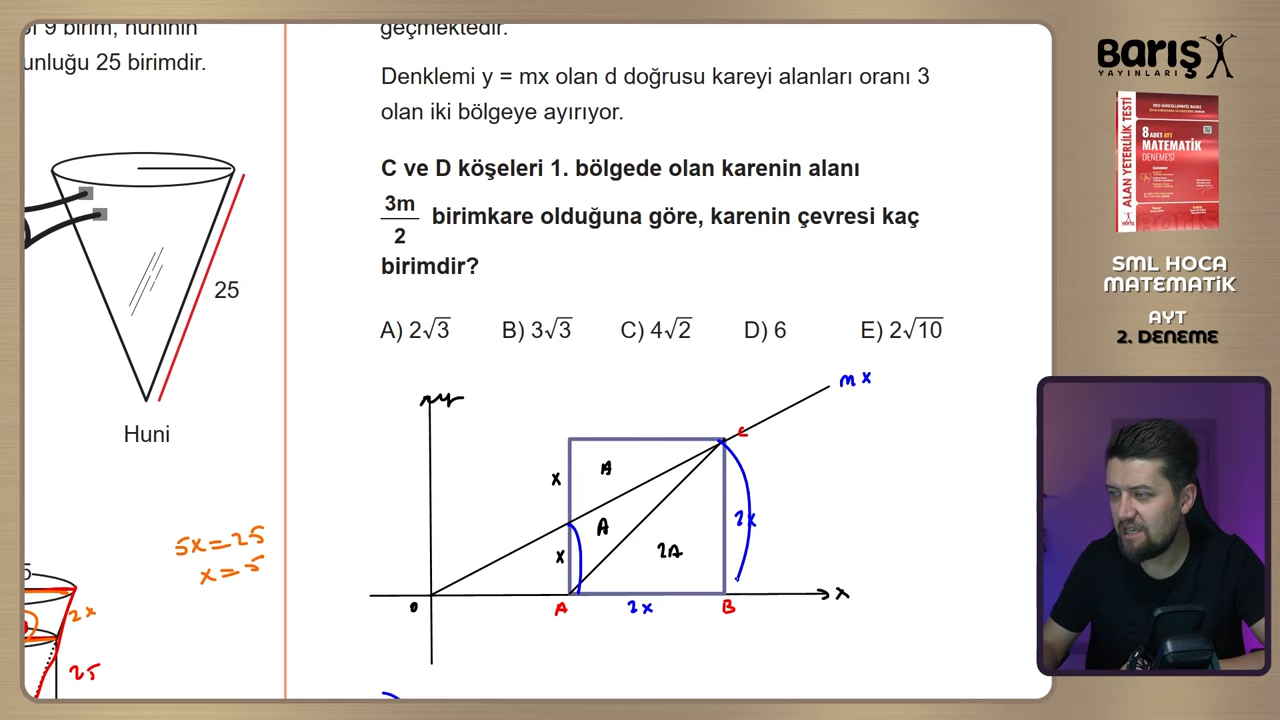 unluğu 25 birimdir.
25
Huni
5x=25
x=5
2x
25
geçmektedir.
Denklemi y = mx olan d doğrusu kareyi alanları oranı 3
olan iki bölgeye ayırıyor.
C ve D köşeleri 1. bölgede olan karenin alanı
3m/2 birimkare olduğuna göre, karenin çevresi kaç
birimdir?
A) 2√3 B) 3√3 C) 4√2 D) 6 E) 2√10
y
mx
C
x
A
A
x
2A
2x
0
A
2x
B
x
BARIŞ
YAYINLARI
ALAN YETERLİLİK TESTİ
8 ADET AYT
MATEMATİK
DENEMESİ
SML HOCA
MATEMATİK
AYT
2. DENEME